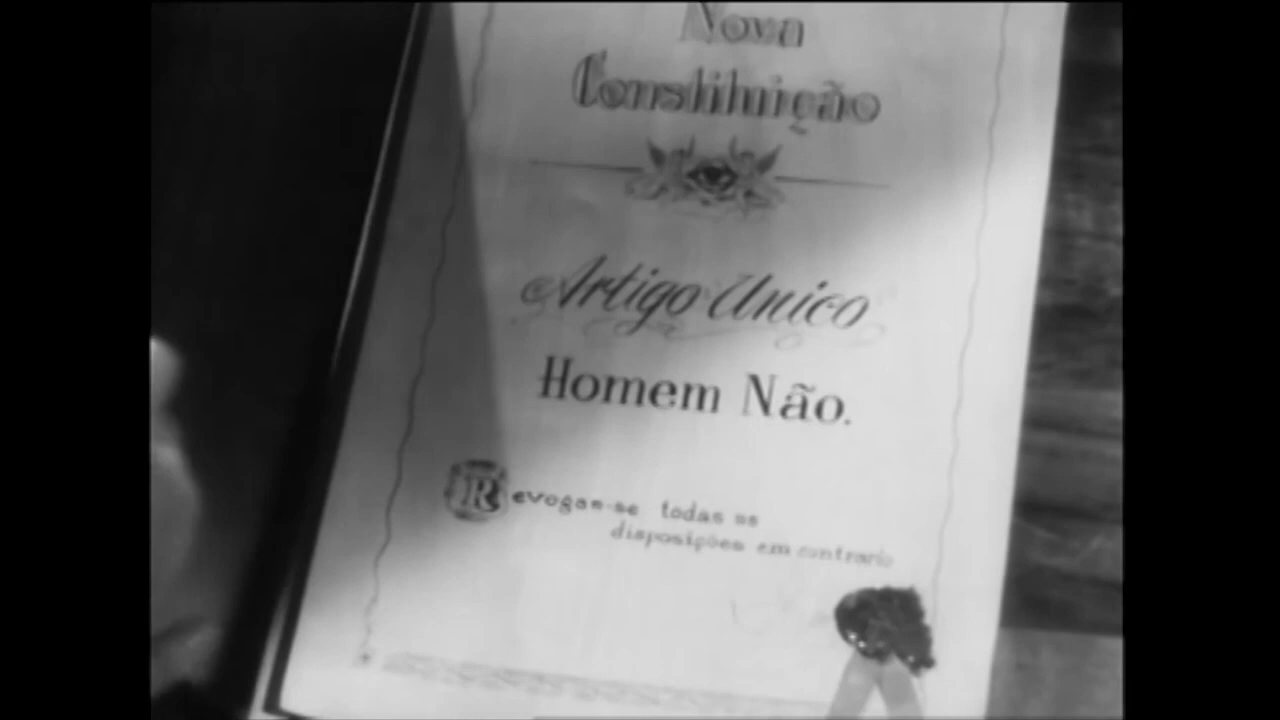 Nova
Constituição
Artigo Unico
Homem Não.
Revogam-se todas as
disposições em contrario